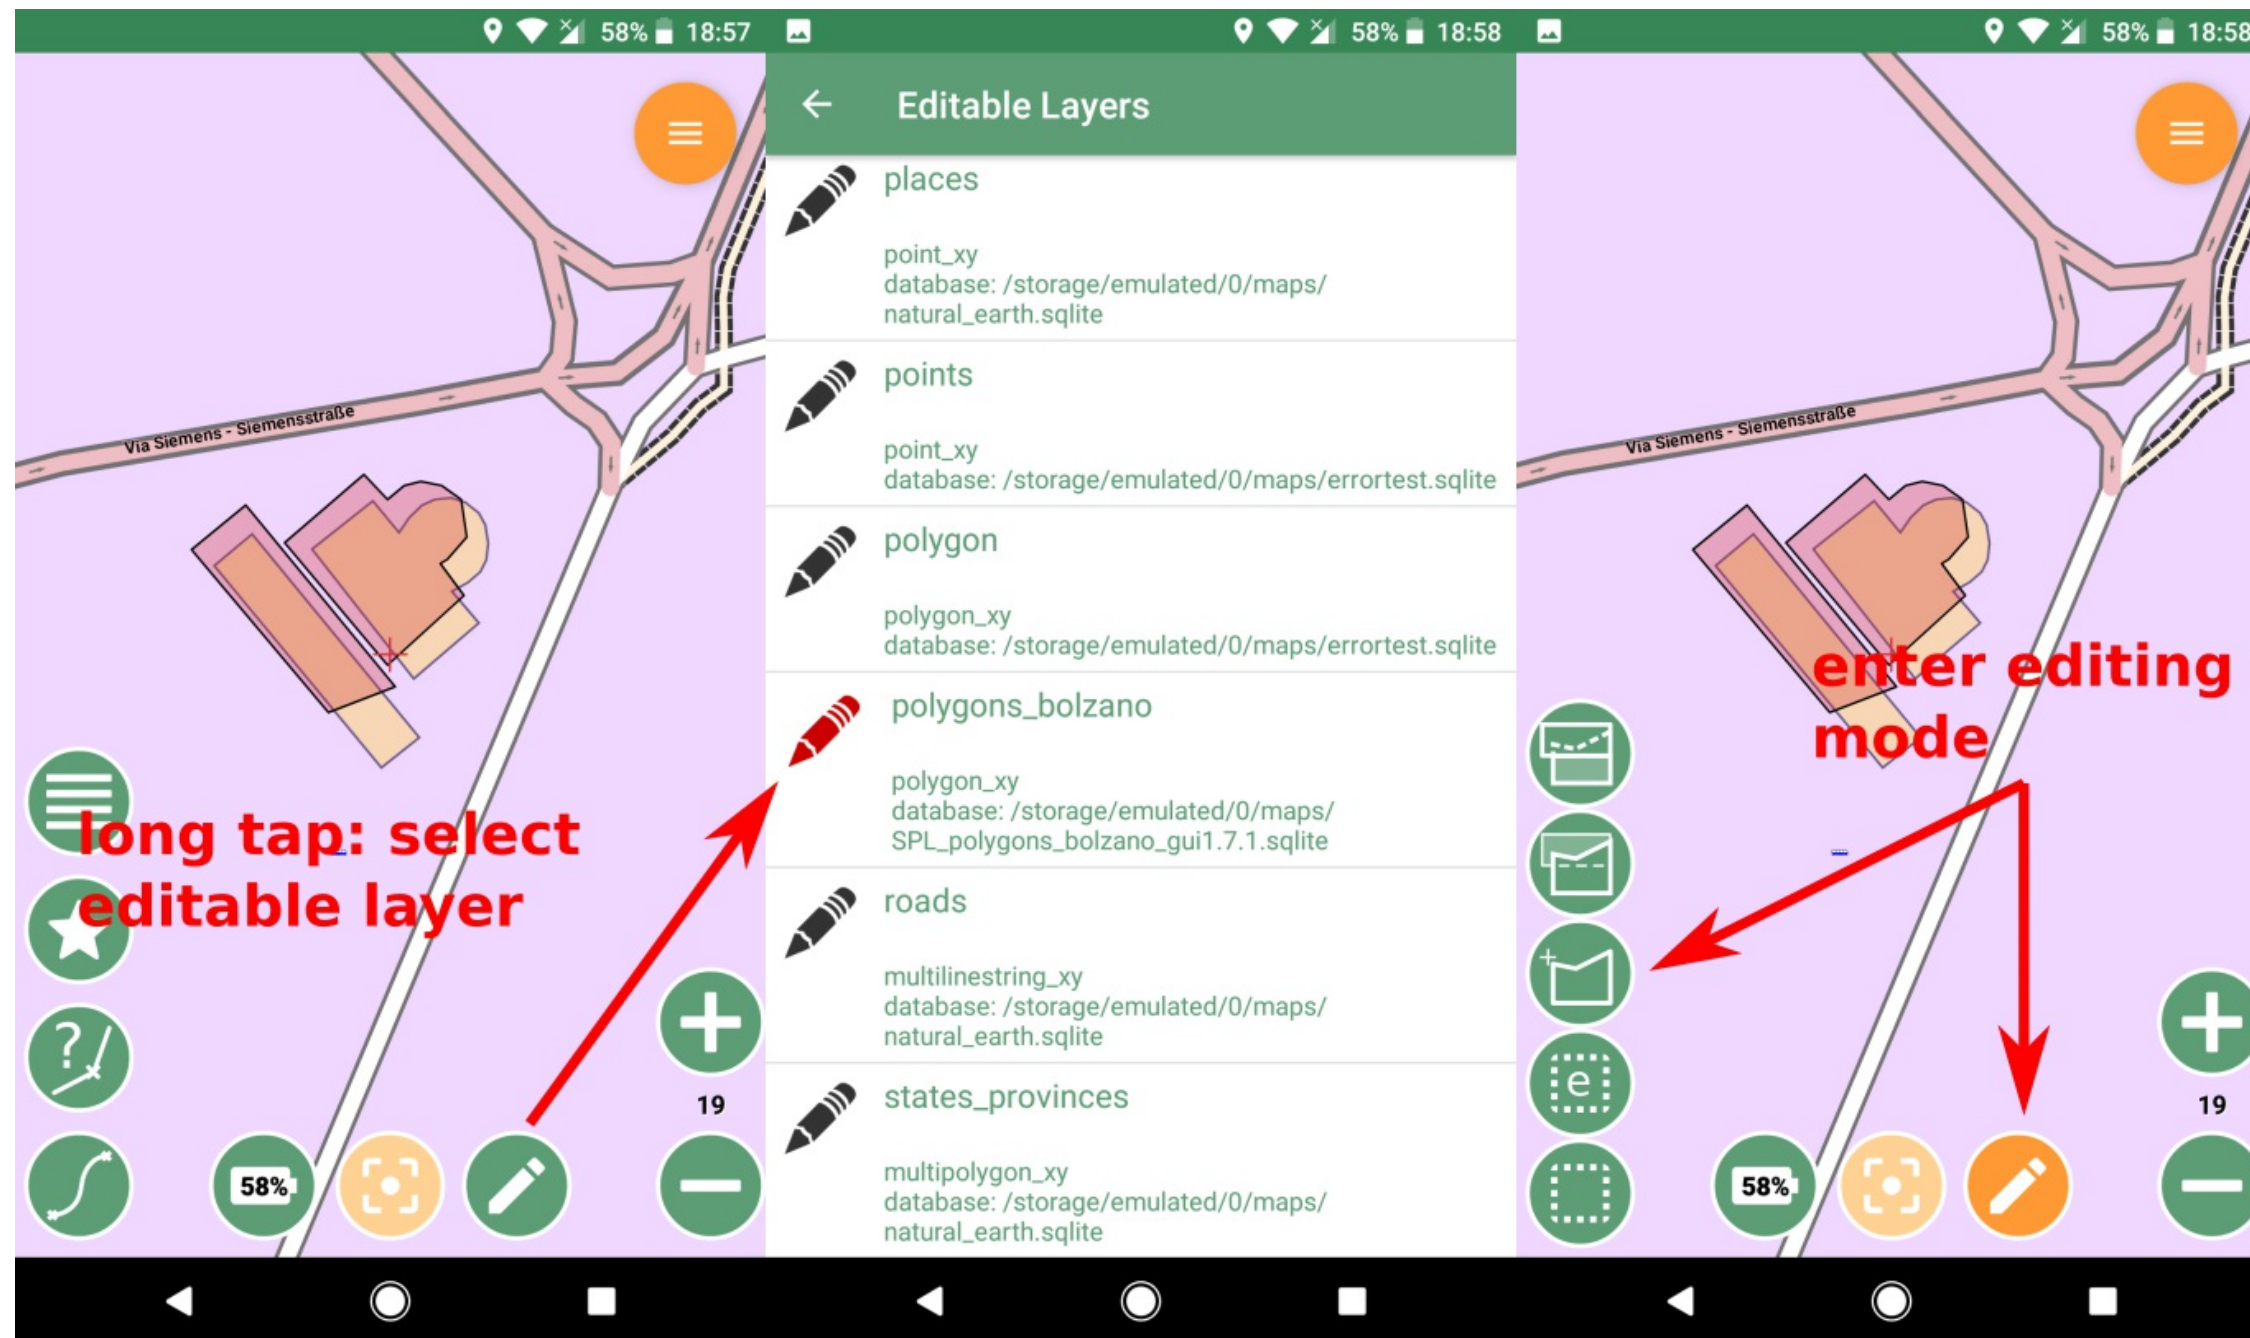 58% 18:57
Via Siemens - Siemensstraße
long tap: select
editable layer
?
19
58%
58% 18:58
Editable Layers
places
point_xy
database: /storage/emulated/0/maps/
natural_earth.sqlite
points
point_xy
database: /storage/emulated/0/maps/errortest.sqlite
polygon
polygon_xy
database: /storage/emulated/0/maps/errortest.sqlite
polygons_bolzano
polygon_xy
database: /storage/emulated/0/maps/
SPL_polygons_bolzano_gui1.7.1.sqlite
roads
multilinestring_xy
database: /storage/emulated/0/maps/
natural_earth.sqlite
states_provinces
multipolygon_xy
database: /storage/emulated/0/maps/
natural_earth.sqlite
58% 18:58
Via Siemens - Siemensstraße
enter editing
mode
e
19
58%